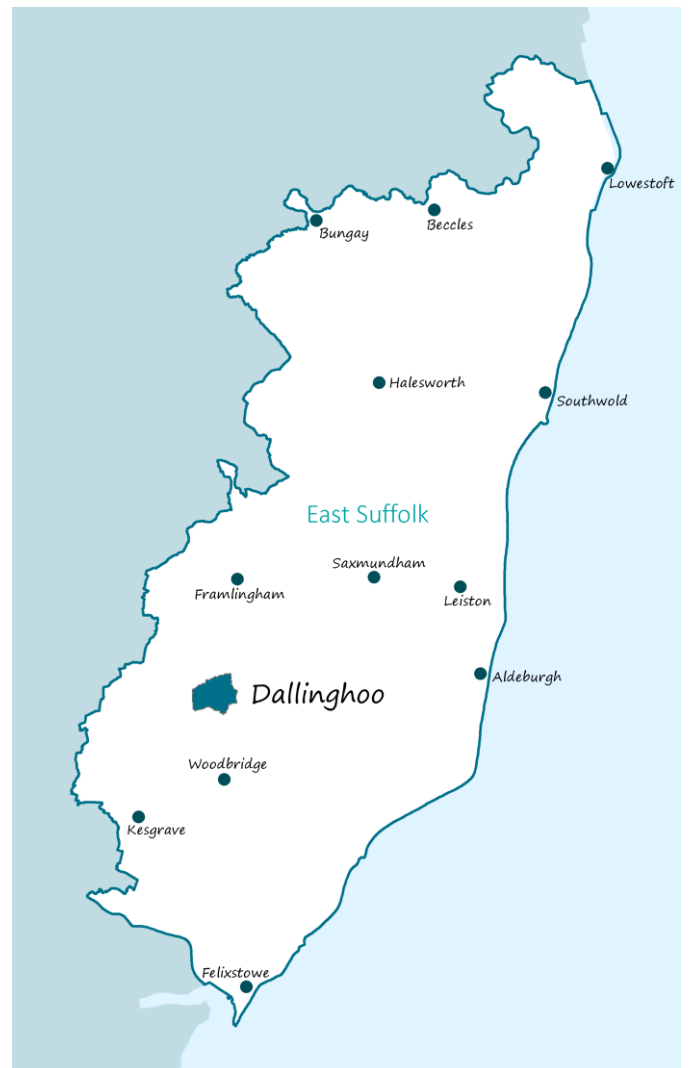 Lowestoft
Beccles
Bungay
Halesworth
Southwold
East Suffolk
Saxmundham
Framlingham
Leiston
Aldeburgh
Dallinghoo
Woodbridge
Kesgrave
Felixstowe